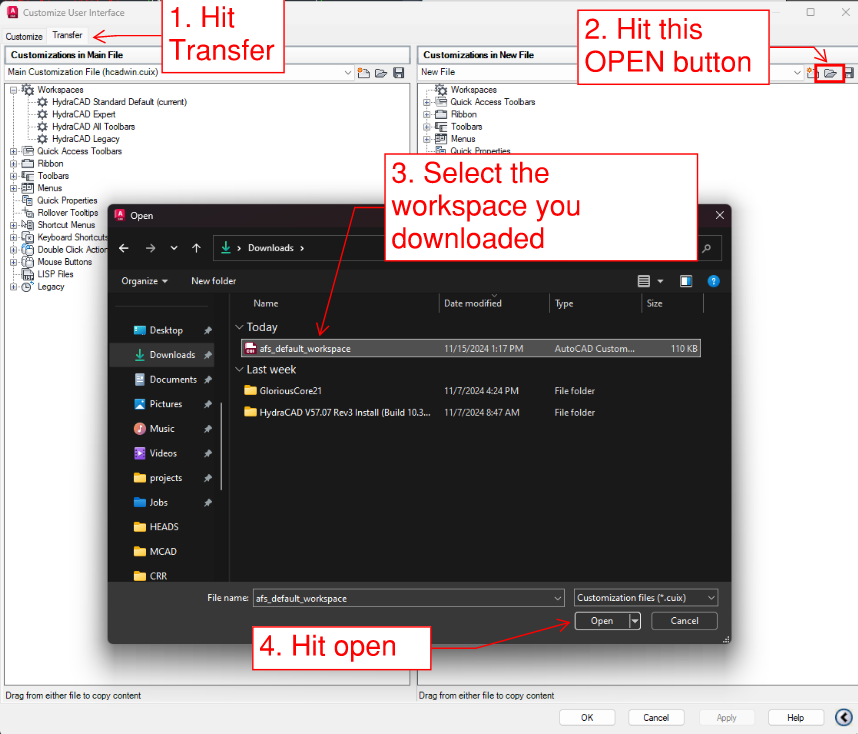 Customize User Interface
1. Hit
Transfer
2. Hit this
OPEN button
Customize
Transfer
Customizations in Main File
Main Customization File (hcadwin.cuix)
Workspaces
HydraCAD Standard Default (current)
HydraCAD Expert
HydraCAD All Toolbars
HydraCAD Legacy
Quick Access Toolbars
Ribbon
Toolbars
Menus
Quick Properties
Rollover Tooltips
Shortcut Menus
Keyboard Shortcuts
Double Click Action
Mouse Buttons
LISP Files
Legacy
Customizations in New File
New File
Workspaces
Quick Access Toolbars
Ribbon
Toolbars
Menus
Quick Properties
3. Select the
workspace you
downloaded
Open
Downloads
Organize
New folder
Name
Date modified
Type
Size
Desktop
Downloads
Documents
Pictures
Music
Videos
projects
Jobs
HEADS
MCAD
CRR
Today
afs_default_workspace 11/15/2024 1:17 PM AutoCAD Custom... 110 KB
Last week
GloriousCore21 11/7/2024 4:24 PM File folder
HydraCAD V57.07 Rev3 Install (Build 10.3... 11/7/2024 8:47 AM File folder
File name: afs_default_workspace
Customization files (*.cuix)
Open
Cancel
4. Hit open
Drag from either file to copy content
Drag from either file to copy content
OK
Cancel
Apply
Help